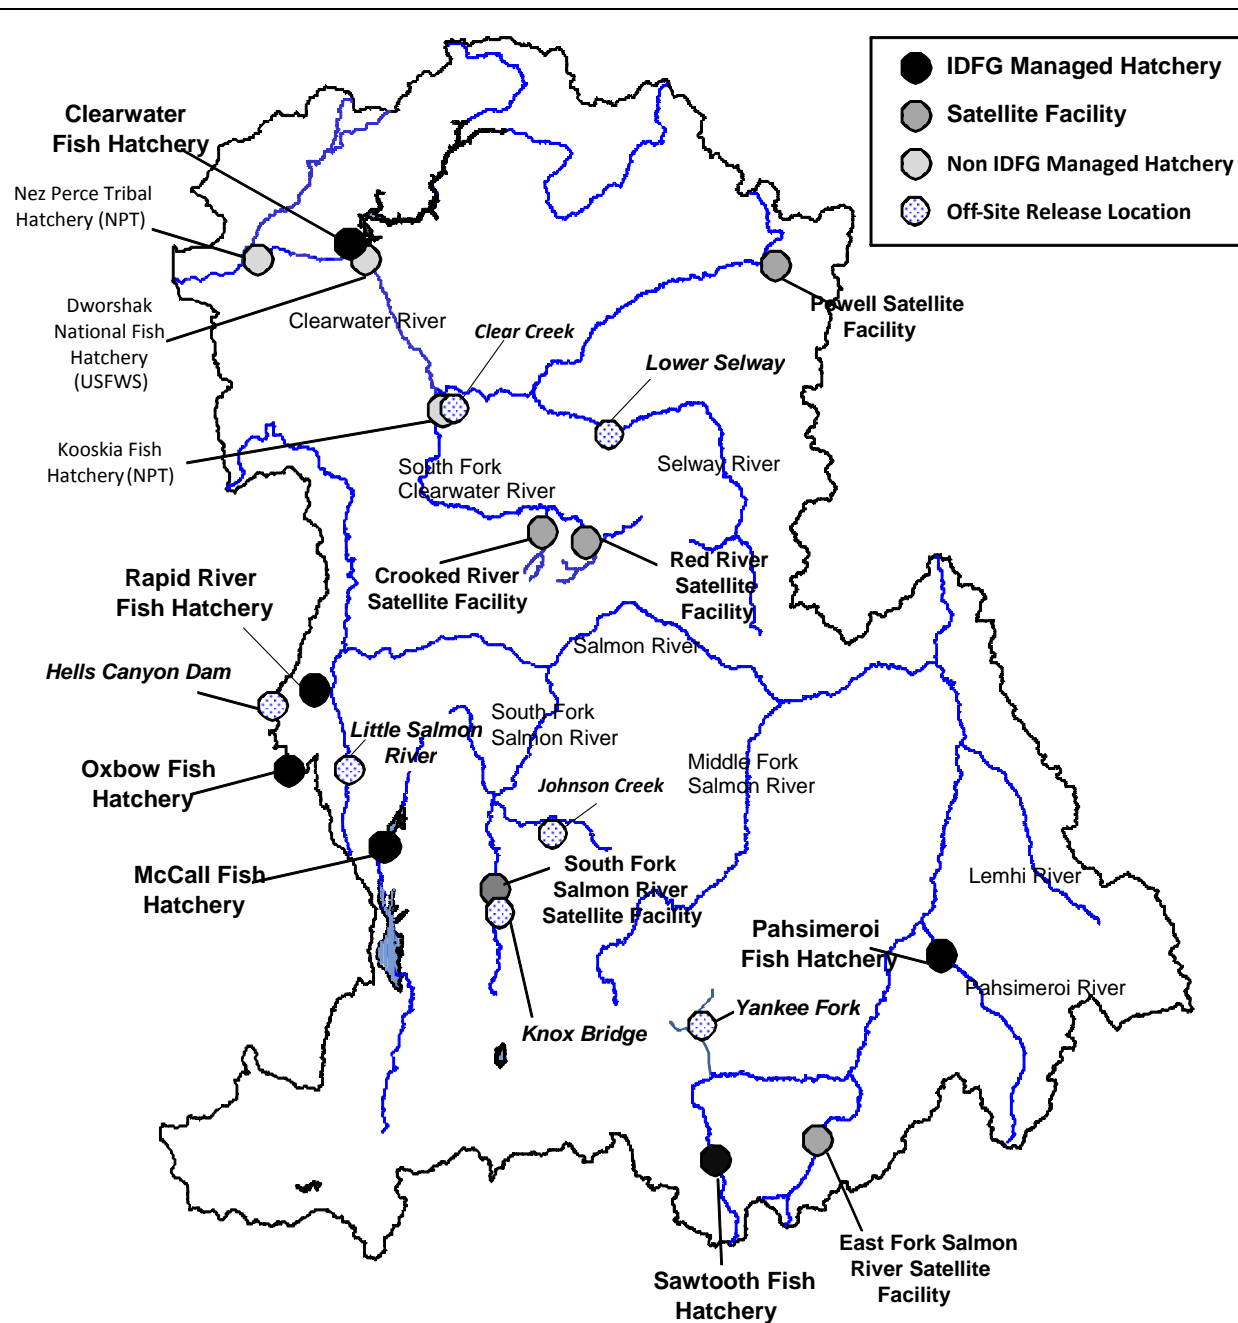 IDFG Managed Hatchery
Satellite Facility
Non IDFG Managed Hatchery
Off-Site Release Location
Clearwater
Fish Hatchery
Nez Perce Tribal
Hatchery (NPT)
Dworshak
National Fish
Hatchery
(USFWS)
Clearwater River
Clear Creek
Lower Selway
Powell Satellite
Facility
Kooskia Fish
Hatchery (NPT)
South Fork
Clearwater River
Selway River
Crooked River
Satellite Facility
Red River
Satellite
Facility
Rapid River
Fish Hatchery
Salmon River
Hells Canyon Dam
Little Salmon
River
South Fork
Salmon River
Oxbow Fish
Hatchery
Middle Fork
Salmon River
Johnson Creek
McCall Fish
Hatchery
South Fork
Salmon River
Satellite Facility
Lemhi River
Pahsimeroi
Fish Hatchery
Pahsimeroi River
Knox Bridge
Yankee Fork
East Fork Salmon
River Satellite
Facility
Sawtooth Fish
Hatchery